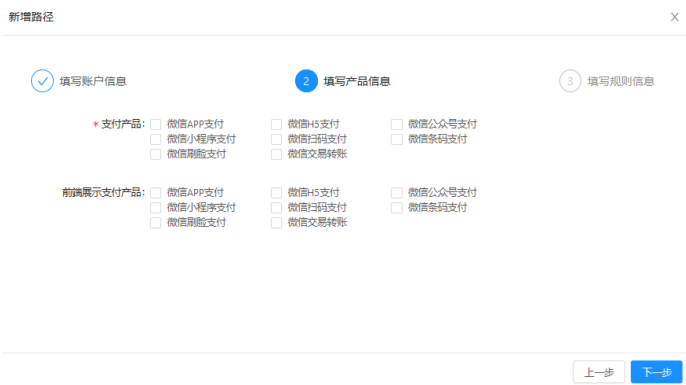 新增路径
填写账户信息 2 填写产品信息 3 填写规则信息
* 支付产品: 微信APP支付 微信H5支付 微信公众号支付
微信小程序支付 微信扫码支付 微信条码支付
微信刷脸支付 微信交易转账
前端展示支付产品: 微信APP支付 微信H5支付 微信公众号支付
微信小程序支付 微信扫码支付 微信条码支付
微信刷脸支付 微信交易转账
上一步 下一步